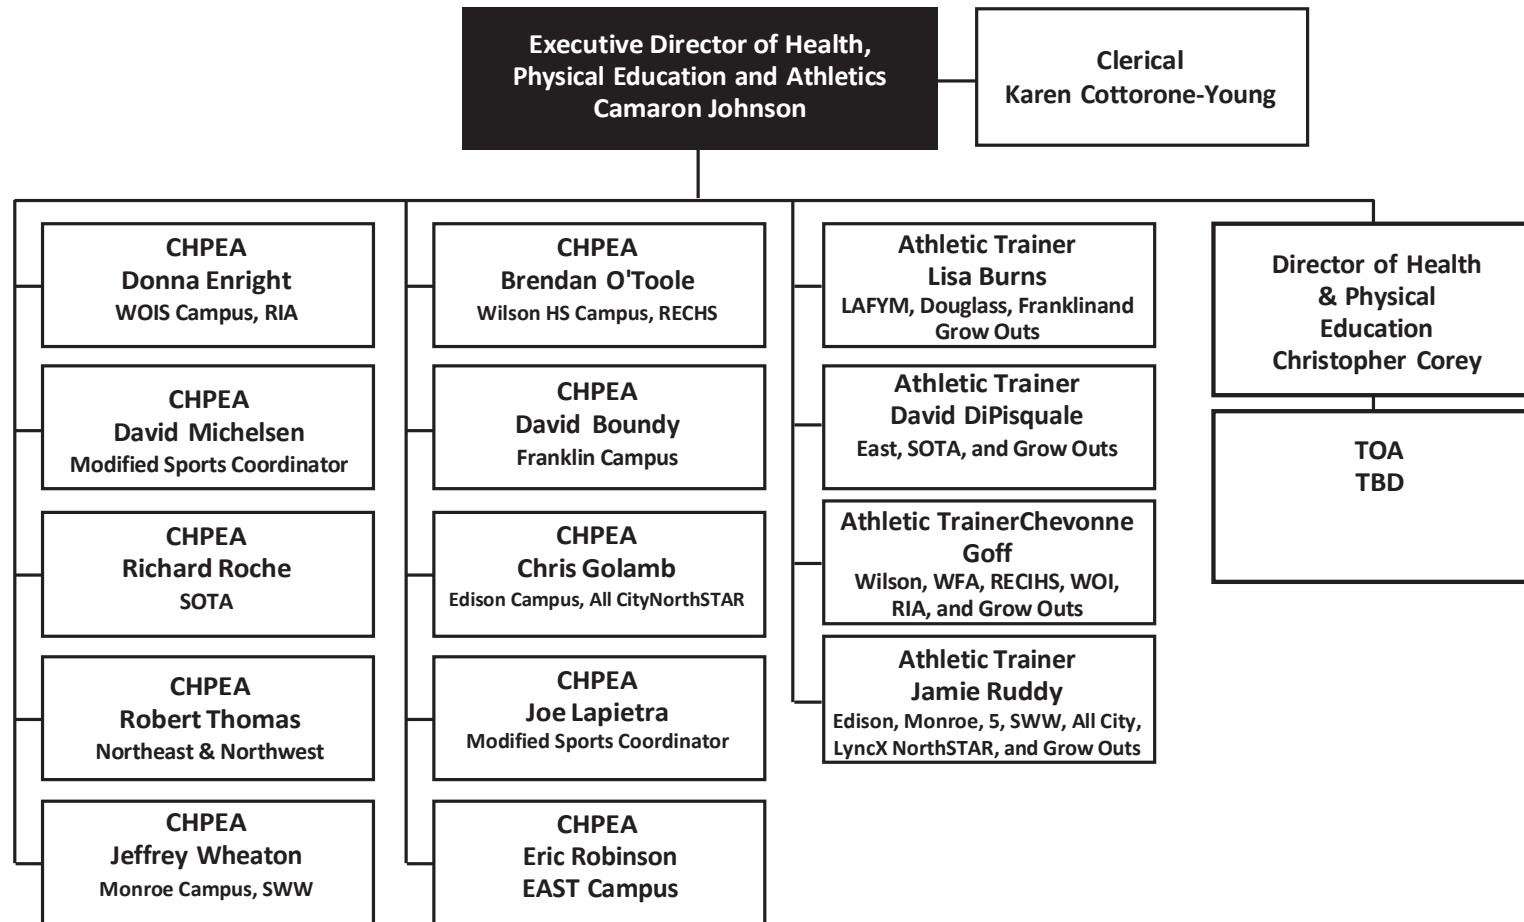 Executive Director of Health,
Physical Education and Athletics
Camaron Johnson
Clerical
Karen Cottorone-Young
CHPEA
Donna Enright
WOIS Campus, RIA
CHPEA
David Michelsen
Modified Sports Coordinator
CHPEA
Richard Roche
SOTA
CHPEA
Robert Thomas
Northeast & Northwest
CHPEA
Jeffrey Wheaton
Monroe Campus, SWW
CHPEA
Brendan O'Toole
Wilson HS Campus, RECHS
CHPEA
David Boundy
Franklin Campus
CHPEA
Chris Golamb
Edison Campus, All CityNorthSTAR
CHPEA
Joe Lapietra
Modified Sports Coordinator
CHPEA
Eric Robinson
EAST Campus
Athletic Trainer
Lisa Burns
LAFYM, Douglass, Franklinand
Grow Outs
Athletic Trainer
David DiPisquale
East, SOTA, and Grow Outs
Athletic TrainerChevonne
Goff
Wilson, WFA, RECIHS, WOI,
RIA, and Grow Outs
Athletic Trainer
Jamie Ruddy
Edison, Monroe, 5, SWW, All City,
LyncX NorthSTAR, and Grow Outs
Director of Health
& Physical
Education
Christopher Corey
TOA
TBD